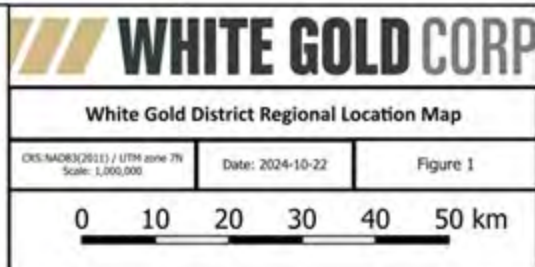 WHITE GOLD CORP
White Gold District Regional Location Map
CRS:NAD83(2011) / UTM zone 7N
Scale: 1,000,000
Date: 2024-10-22
Figure 1
0 10 20 30 40 50 km